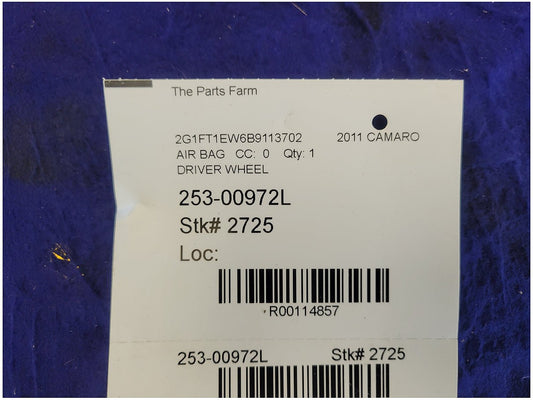 The Parts Farm
2G1FT1EW6B9113702 2011 CAMARO
AIR BAG CC: 0 Qty: 1
DRIVER WHEEL
253-00972L
Stk# 2725
Loc:
R00114857
253-00972L Stk# 2725